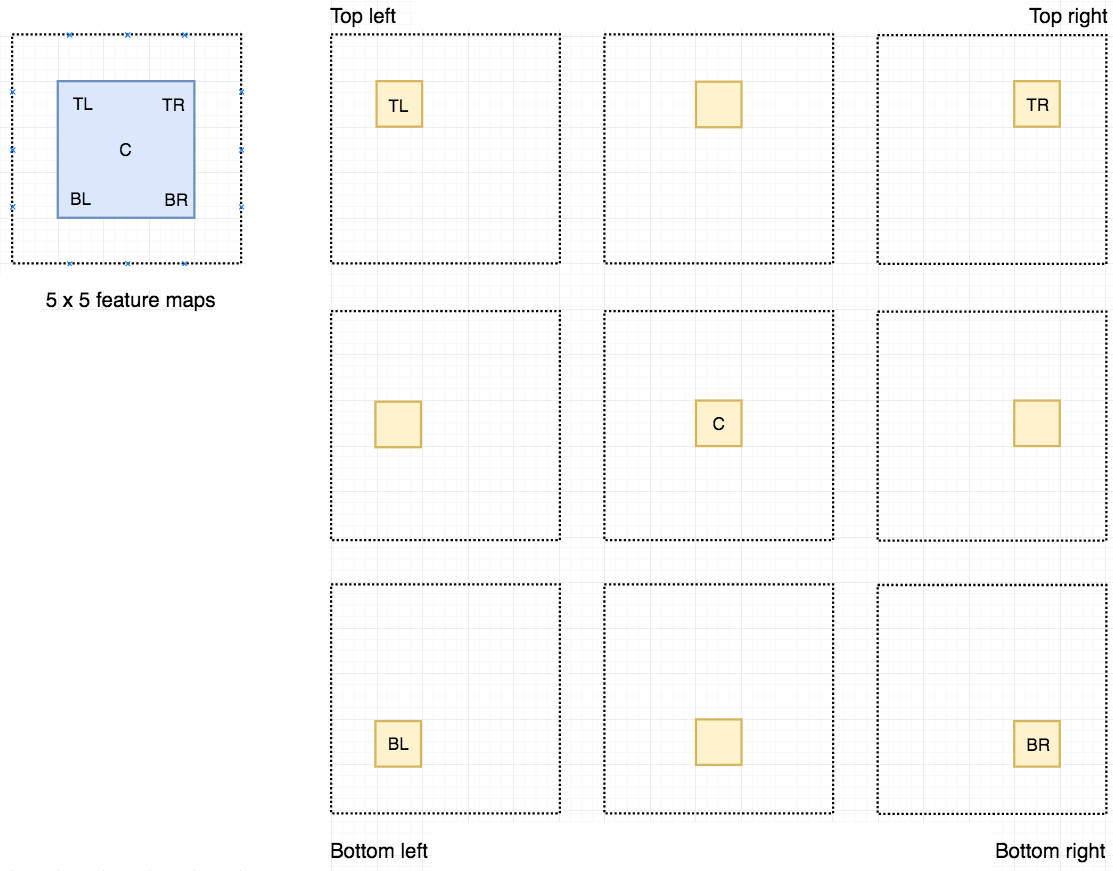 Top left
Top right
TL TR
C
BL BR
5 x 5 feature maps
TL
TR
C
BL
BR
Bottom left
Bottom right